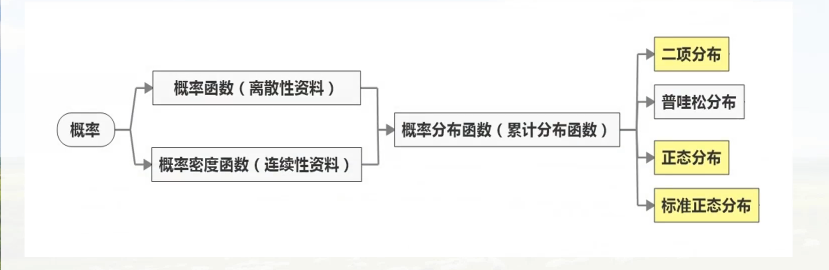 概率
概率函数（离散性资料）
概率密度函数（连续性资料）
概率分布函数（累计分布函数）
二项分布
普哇松分布
正态分布
标准正态分布